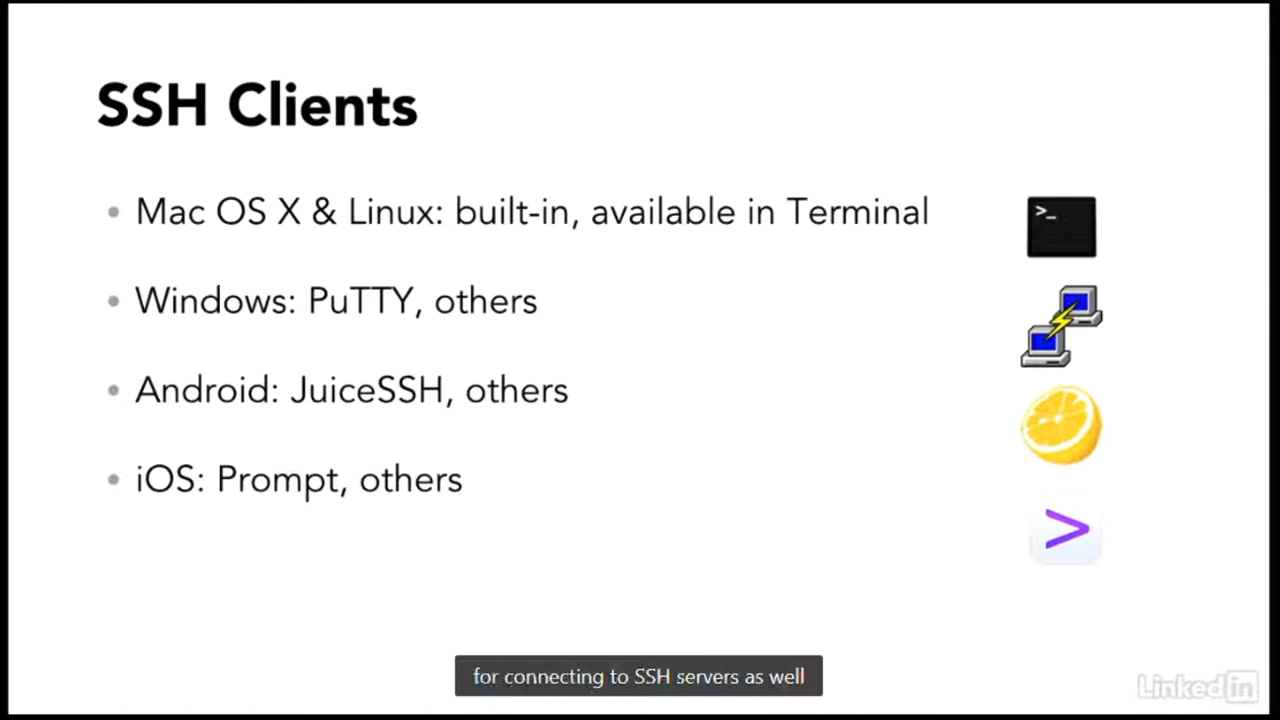 SSH Clients
• Mac OS X & Linux: built-in, available in Terminal
>_
• Windows: PuTTY, others
• Android: JuiceSSH, others
• iOS: Prompt, others
>
for connecting to SSH servers as well
LinkedIn